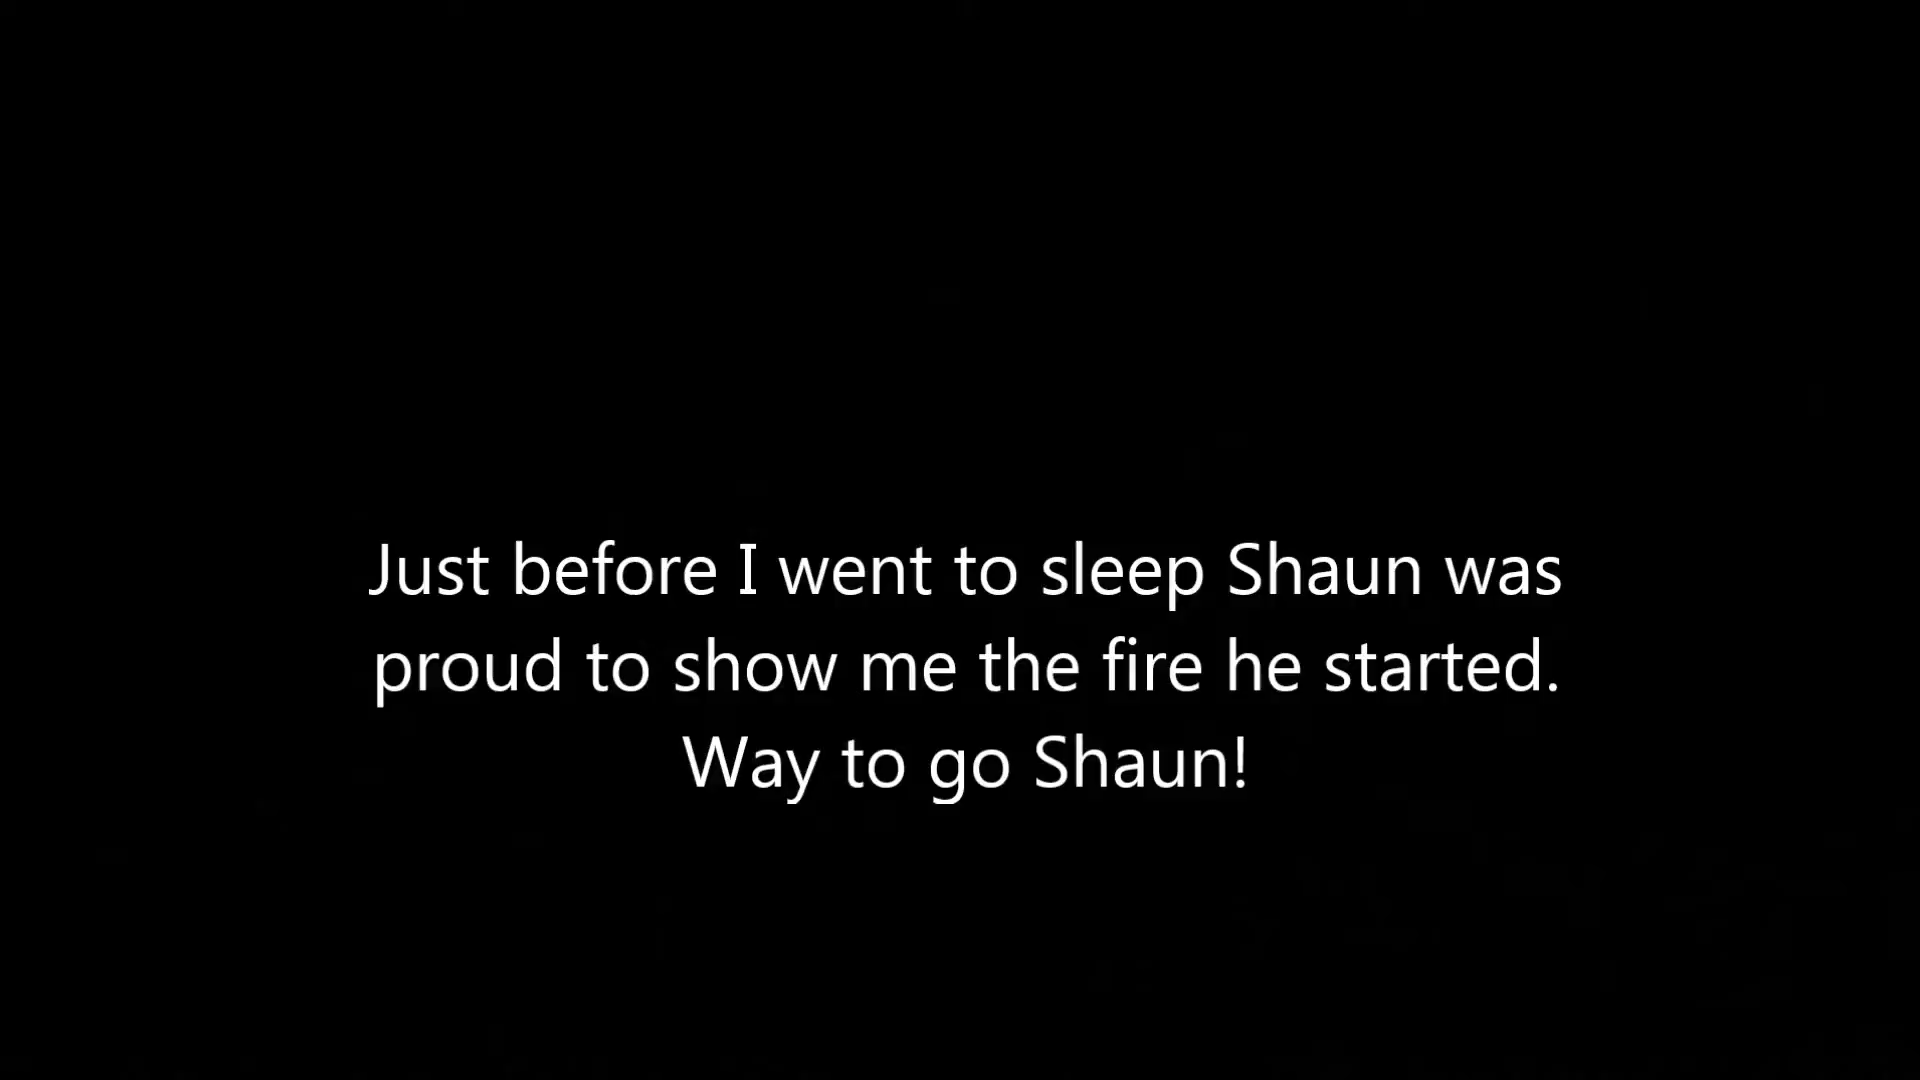 Just before I went to sleep Shaun was
proud to show me the fire he started.
Way to go Shaun!